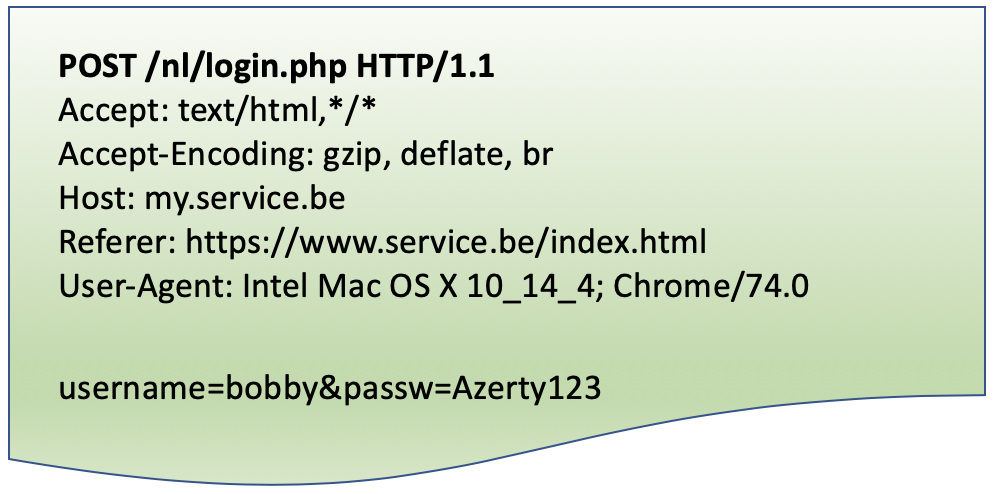 POST /nl/login.php HTTP/1.1
Accept: text/html,*/*
Accept-Encoding: gzip, deflate, br
Host: my.service.be
Referer: https://www.service.be/index.html
User-Agent: Intel Mac OS X 10_14_4; Chrome/74.0
username=bobby&passw=Azerty123